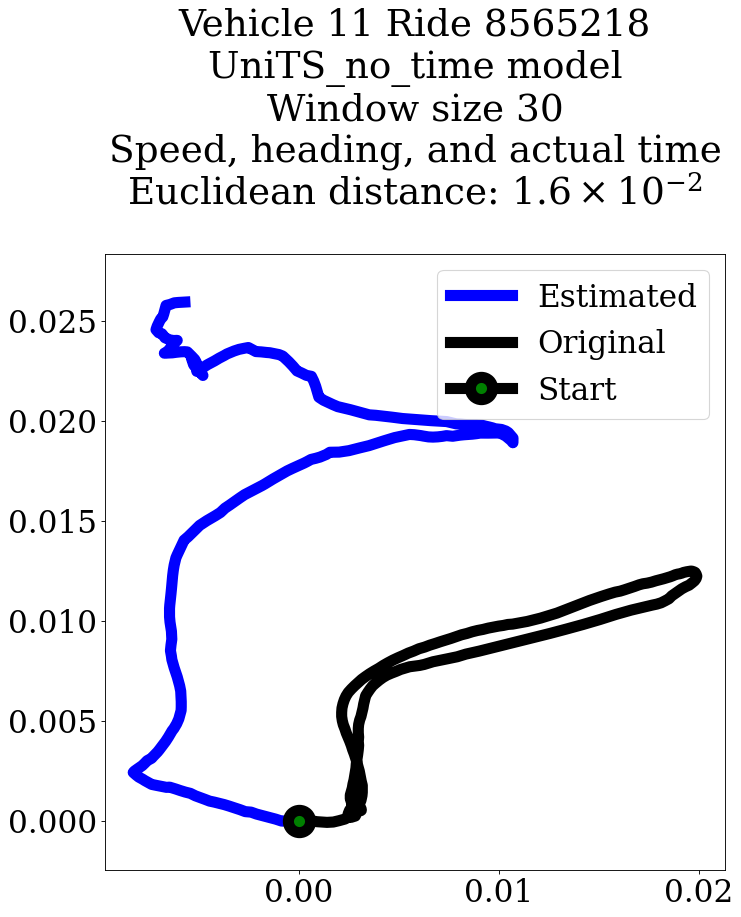 Vehicle 11 Ride 8565218
UniTS_no_time model
Window size 30
Speed, heading, and actual time
Euclidean distance: 1.6 × 10⁻²
Estimated
Original
Start
0.025
0.020
0.015
0.010
0.005
0.000
0.00 0.01 0.02